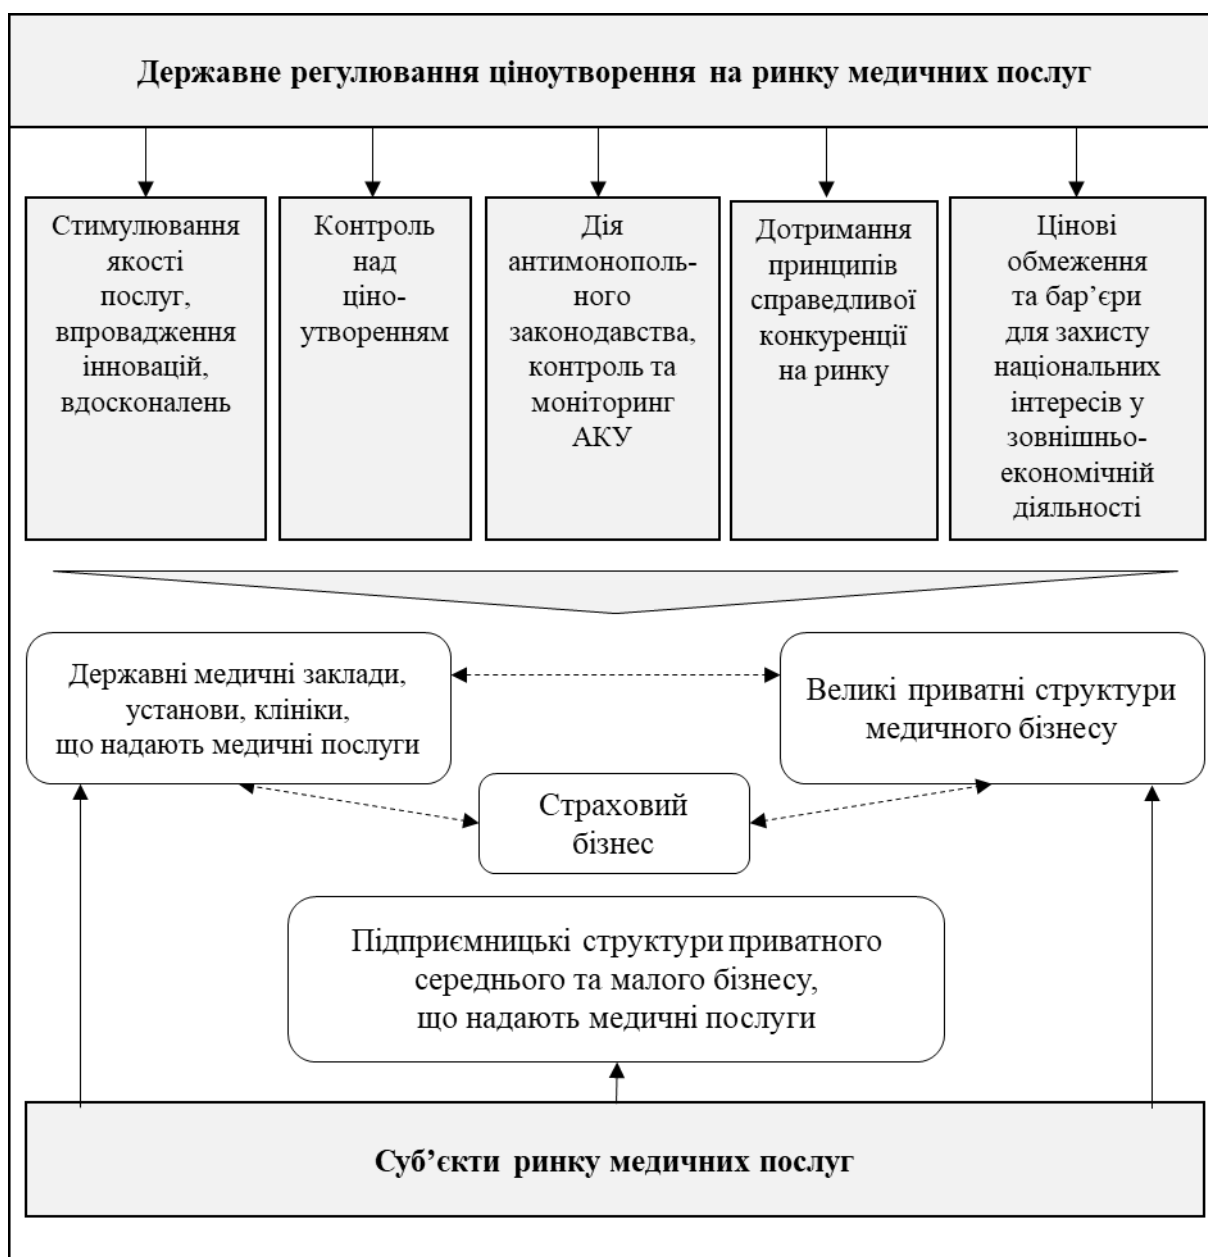 Державне регулювання ціноутворення на ринку медичних послуг
Стимулювання
якості
послуг,
впровадження
інновацій,
вдосконалень
Контроль
над
ціно-
утворенням
Дія
антимонополь-
ного
законодавства,
контроль та
моніторинг
АКУ
Дотримання
принципів
справедливої
конкуренції
на ринку
Цінові
обмеження
та бар’єри
для захисту
національних
інтересів у
зовнішньо-
економічній
діяльності
Державні медичні заклади,
установи, клініки,
що надають медичні послуги
Великі приватні структури
медичного бізнесу
Страховий
бізнес
Підприємницькі структури приватного
середнього та малого бізнесу,
що надають медичні послуги
Суб’єкти ринку медичних послуг